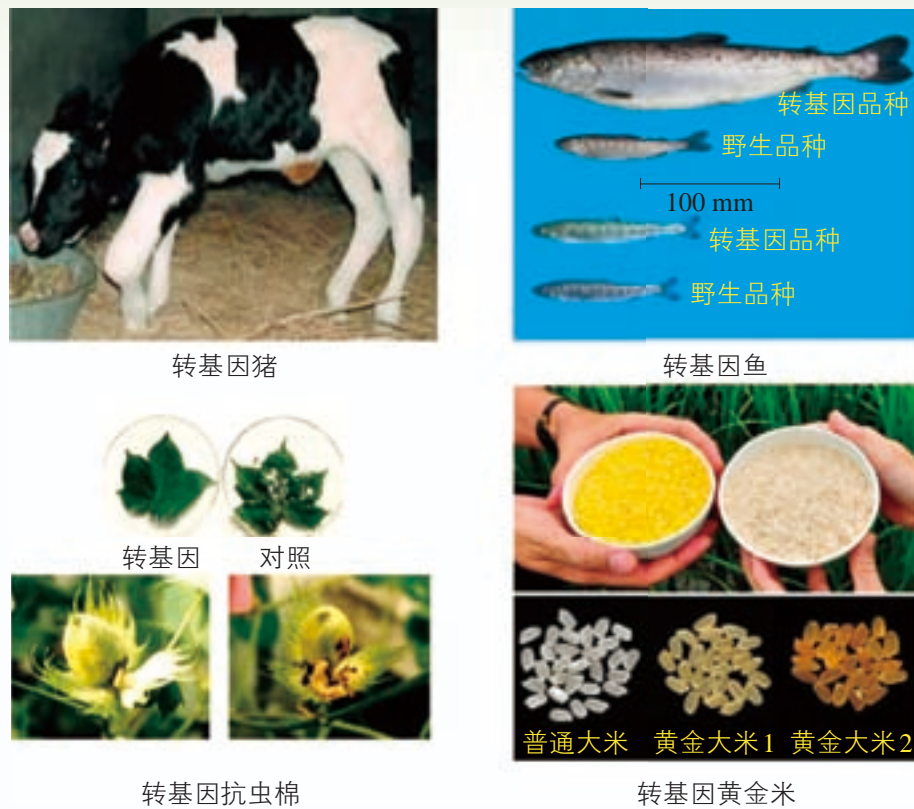 转基因品种
野生品种
100 mm
转基因品种
野生品种
转基因猪
转基因鱼
转基因
对照
普通大米
黄金大米1
黄金大米2
转基因抗虫棉
转基因黄金米